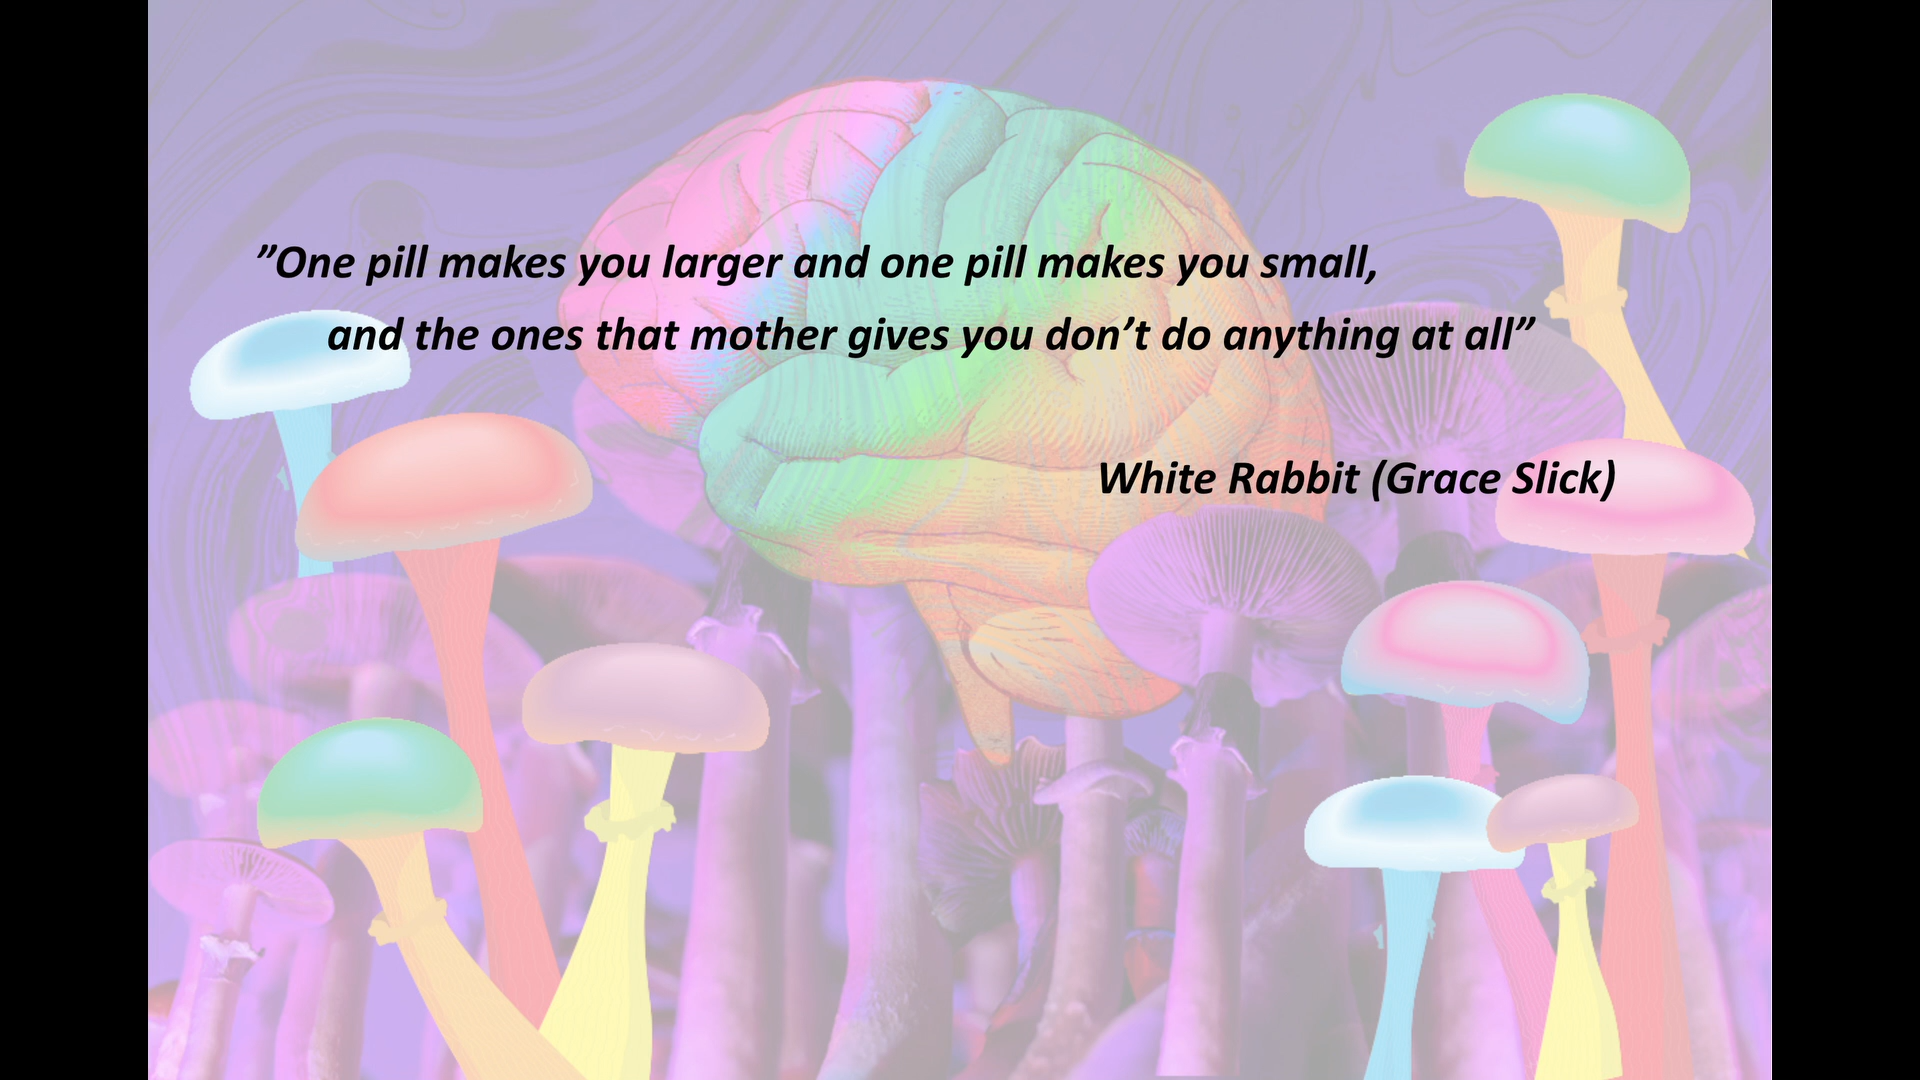 ”One pill makes you larger and one pill makes you small,
and the ones that mother gives you don’t do anything at all”
White Rabbit (Grace Slick)